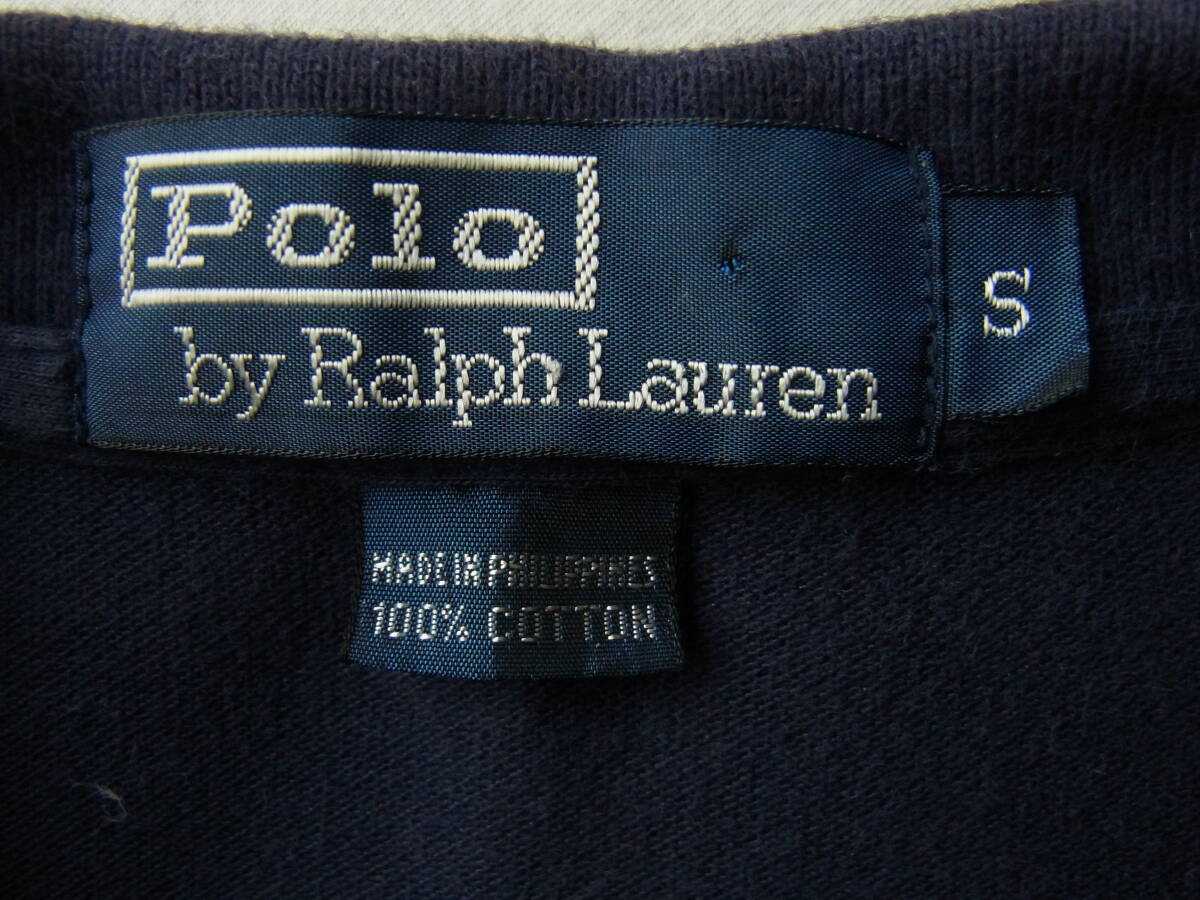 Polo
by Ralph Lauren
S
MADE IN PHILIPPINES
100% COTTON